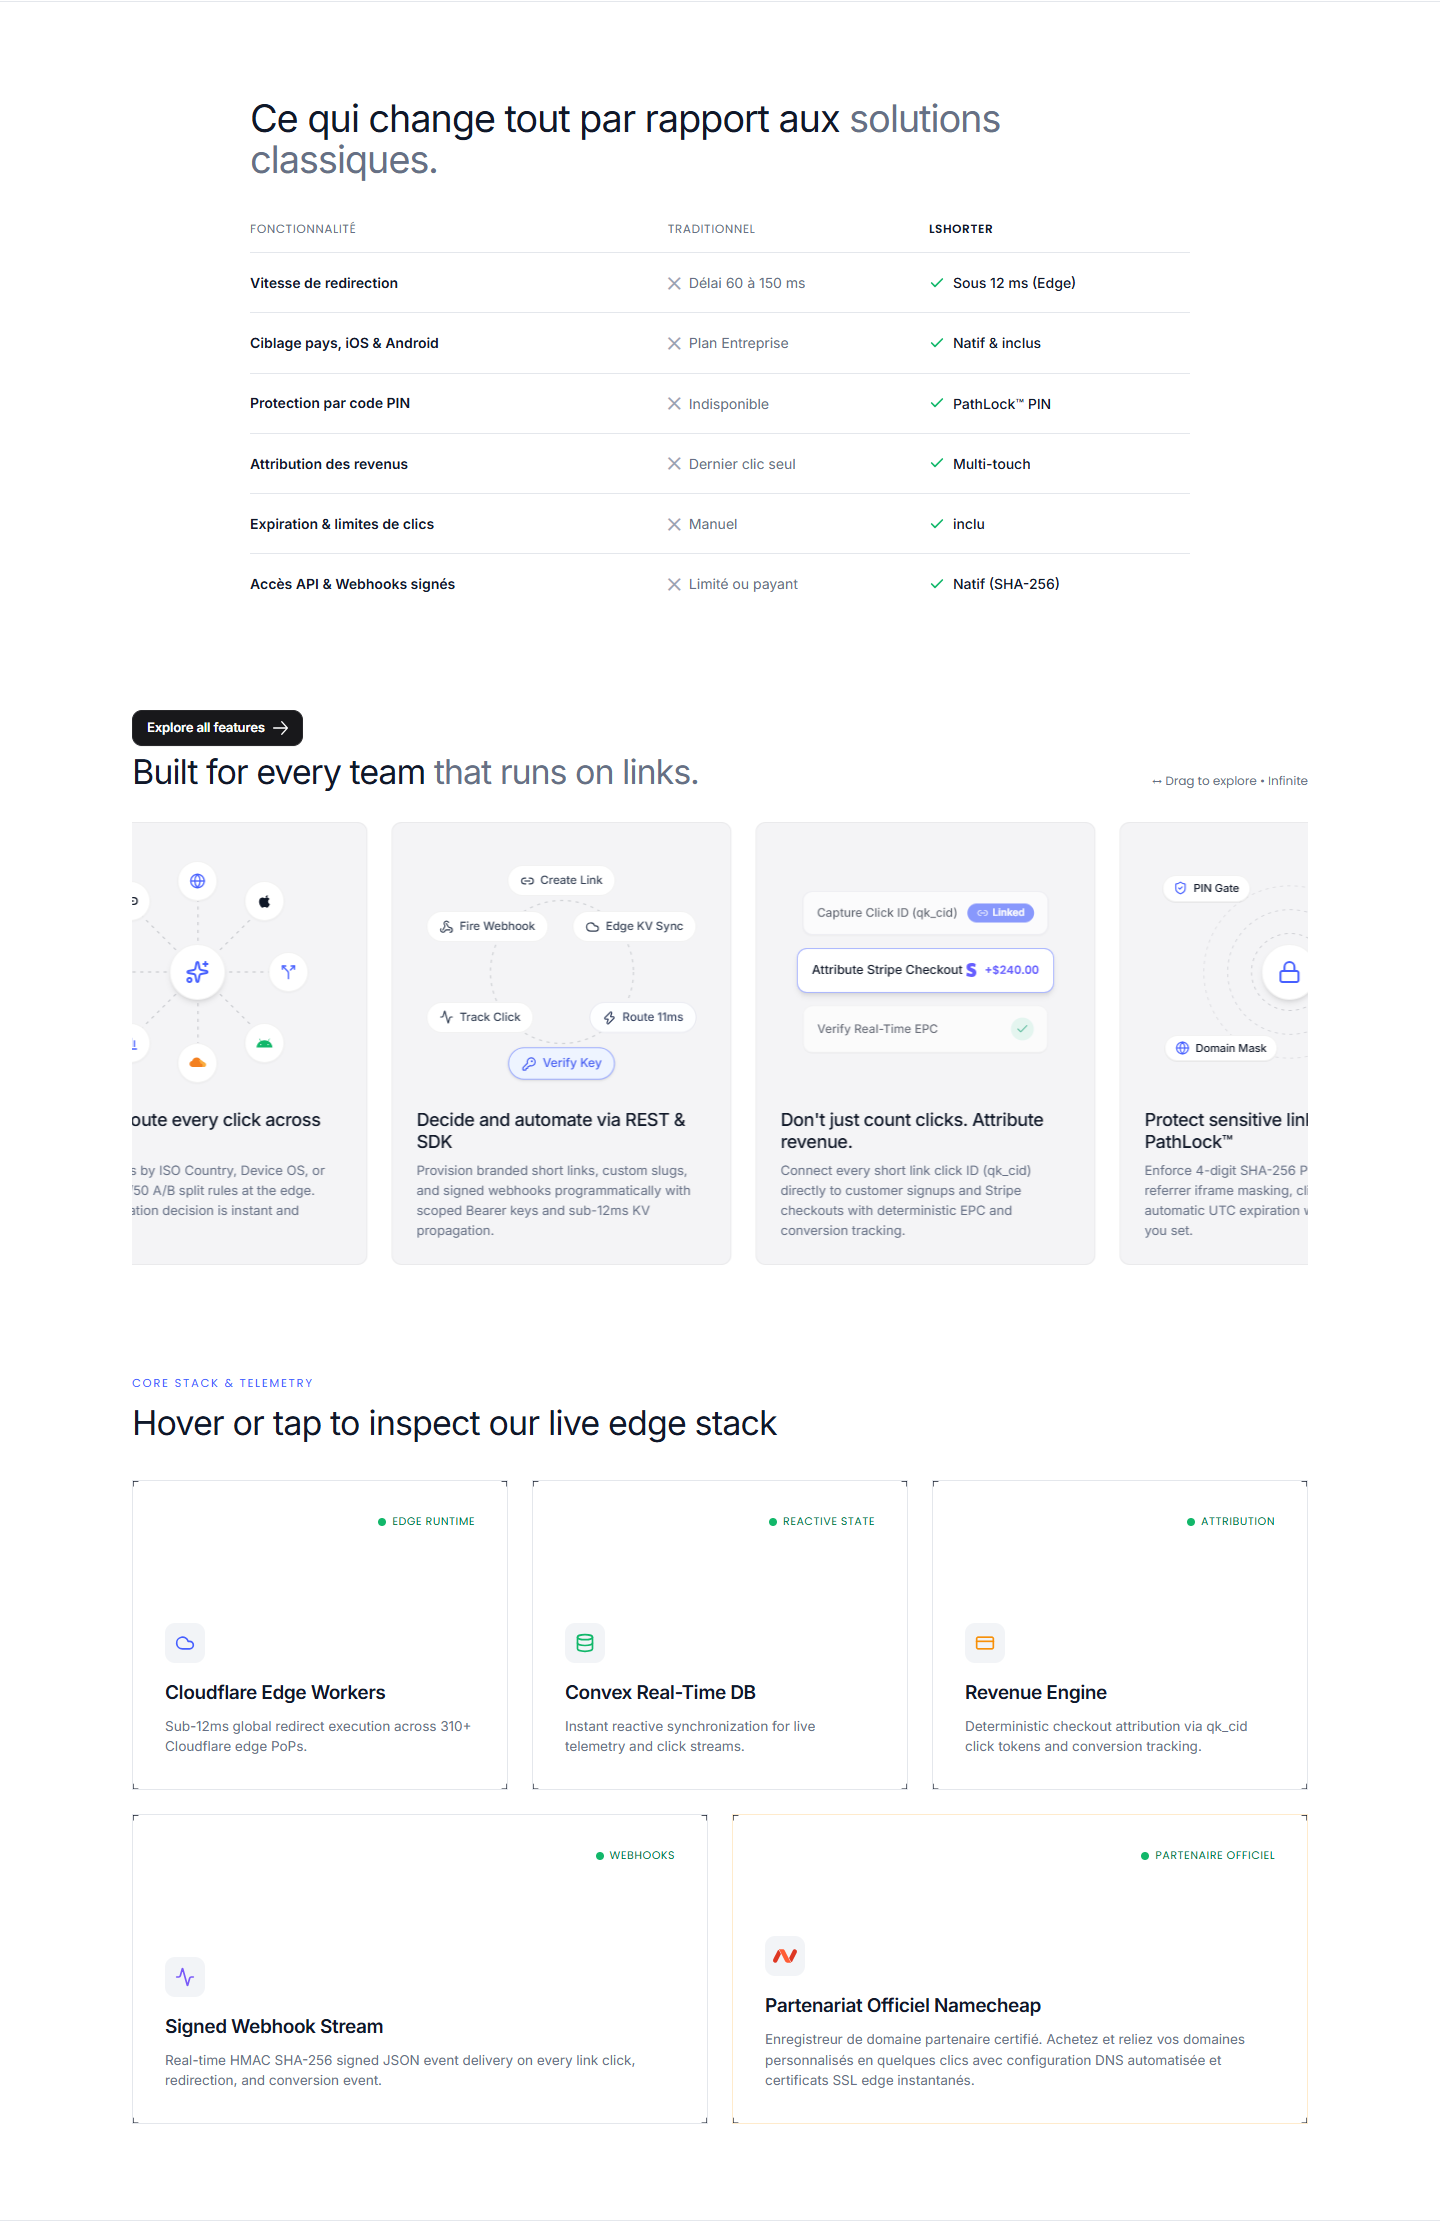 Ce qui change tout par rapport aux solutions
classiques.
FONCTIONNALITÉ TRADITIONNEL LSHORTER
Vitesse de redirection Délai 60 à 150 ms Sous 12 ms (Edge)
Ciblage pays, iOS & Android Plan Entreprise Natif & inclus
Protection par code PIN Indisponible PathLock™ PIN
Attribution des revenus Dernier clic seul Multi-touch
Expiration & limites de clics Manuel inclu
Accès API & Webhooks signés Limité ou payant Natif (SHA-256)
Explore all features →
Built for every team that runs on links.
↔ Drag to explore • Infinite
oute every click across
s by ISO Country, Device OS, or
/50 A/B split rules at the edge.
ation decision is instant and
Create Link
Fire Webhook
Edge KV Sync
Track Click
Route 11ms
Verify Key
Decide and automate via REST &
SDK
Provision branded short links, custom slugs,
and signed webhooks programmatically with
scoped Bearer keys and sub-12ms KV
propagation.
Capture Click ID (qk_cid) Linked
Attribute Stripe Checkout S +$240.00
Verify Real-Time EPC
Don't just count clicks. Attribute
revenue.
Connect every short link click ID (qk_cid)
directly to customer signups and Stripe
checkouts with deterministic EPC and
conversion tracking.
PIN Gate
Domain Mask
Protect sensitive lin
PathLock™
Enforce 4-digit SHA-256 P
referrer iframe masking, cli
automatic UTC expiration
you set.
CORE STACK & TELEMETRY
Hover or tap to inspect our live edge stack
EDGE RUNTIME
Cloudflare Edge Workers
Sub-12ms global redirect execution across 310+
Cloudflare edge PoPs.
REACTIVE STATE
Convex Real-Time DB
Instant reactive synchronization for live
telemetry and click streams.
ATTRIBUTION
Revenue Engine
Deterministic checkout attribution via qk_cid
click tokens and conversion tracking.
WEBHOOKS
Signed Webhook Stream
Real-time HMAC SHA-256 signed JSON event delivery on every link click,
redirection, and conversion event.
PARTENAIRE OFFICIEL
Partenariat Officiel Namecheap
Enregistreur de domaine partenaire certifié. Achetez et reliez vos domaines
personnalisés en quelques clics avec configuration DNS automatisée et
certificats SSL edge instantanés.